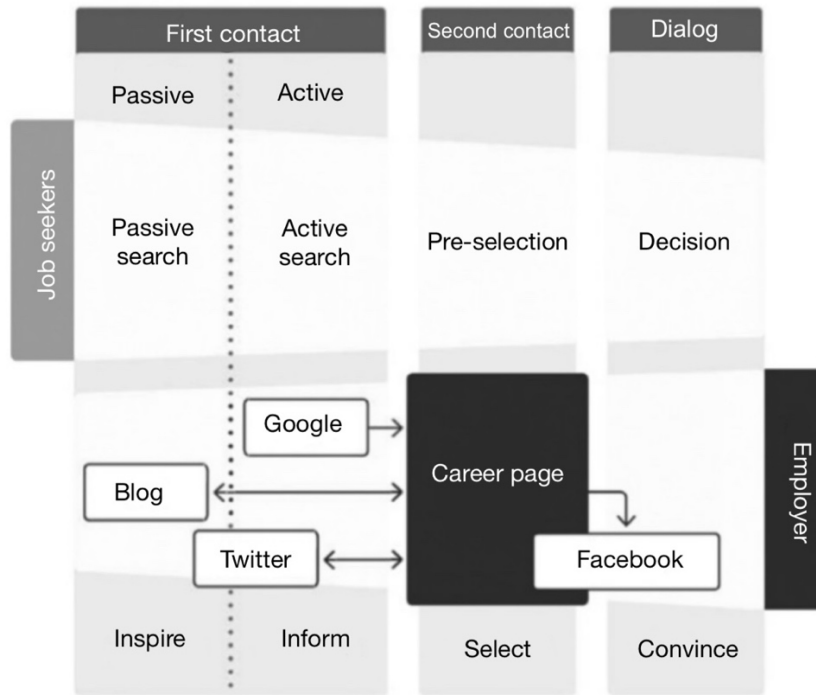 First contact
Second contact
Dialog
Passive
Active
Job seekers
Passive
search
Active
search
Pre-selection
Decision
Google
Blog
Twitter
Career page
Facebook
Employer
Inspire
Inform
Select
Convince